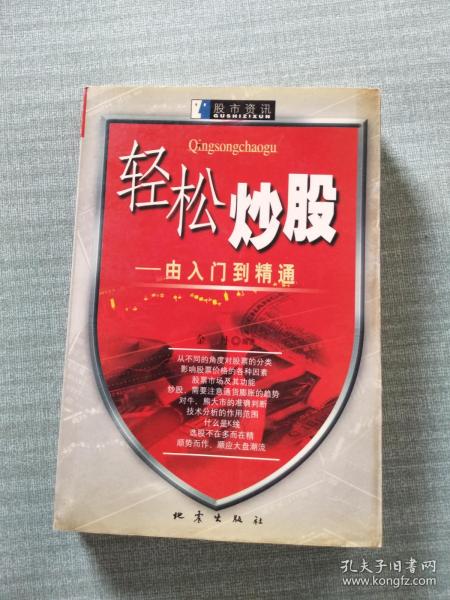 股市资讯
GUSHIZIXUN
Qingsongchaogu
轻松炒股
——由入门到精通
从不同的角度对股票的分类
影响股票价格的各种因素
股票市场及其功能
炒股，需要注意通货膨胀的趋势
对牛、熊大市的准确判断
技术分析的作用范围
什么是K线
选股不在多而在精
顺势而作，顺应大盘潮流
地震出版社
孔夫子旧书网
www.kongfz.com